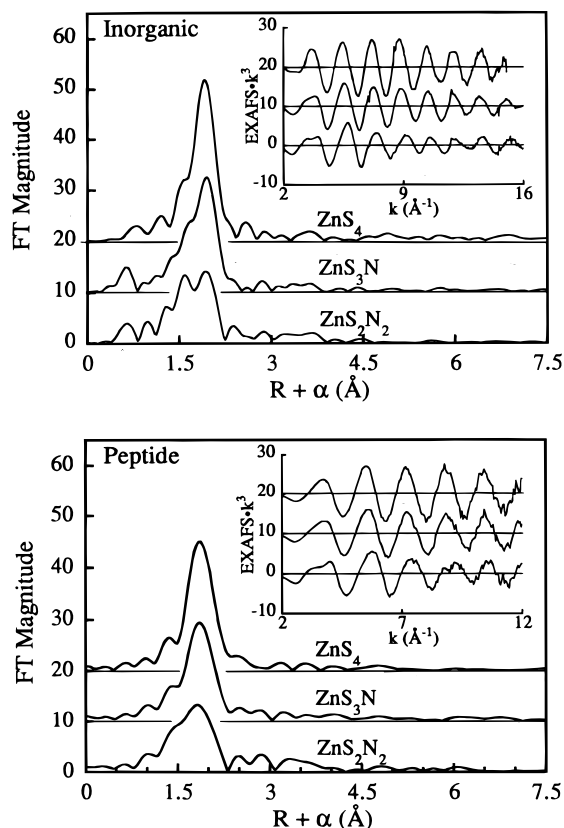 Inorganic
60
50
40
30
20
10
0
FT Magnitude
0
1.5
3
4.5
6
7.5
R + α (Å)
ZnS4
ZnS3N
ZnS2N2
30
20
10
0
-10
EXAFS•k3
2
9
16
k (Å-1)
Peptide
60
50
40
30
20
10
0
FT Magnitude
0
1.5
3
4.5
6
7.5
R + α (Å)
ZnS4
ZnS3N
ZnS2N2
30
20
10
0
-10
EXAFS•k3
2
7
12
k (Å-1)